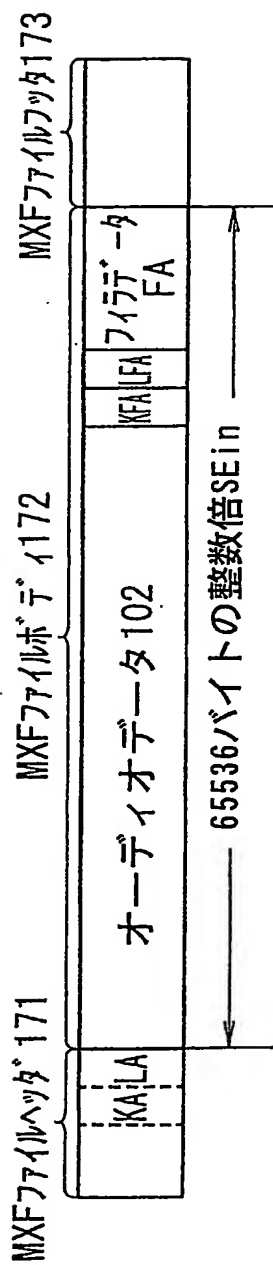 MXFファイルヘッダ171
MXFファイルボディ172
MXFファイルフッタ173
KA
LA
オーディオデータ102
KFA
LFA
フィラデータ
FA
65536バイトの整数倍SEin